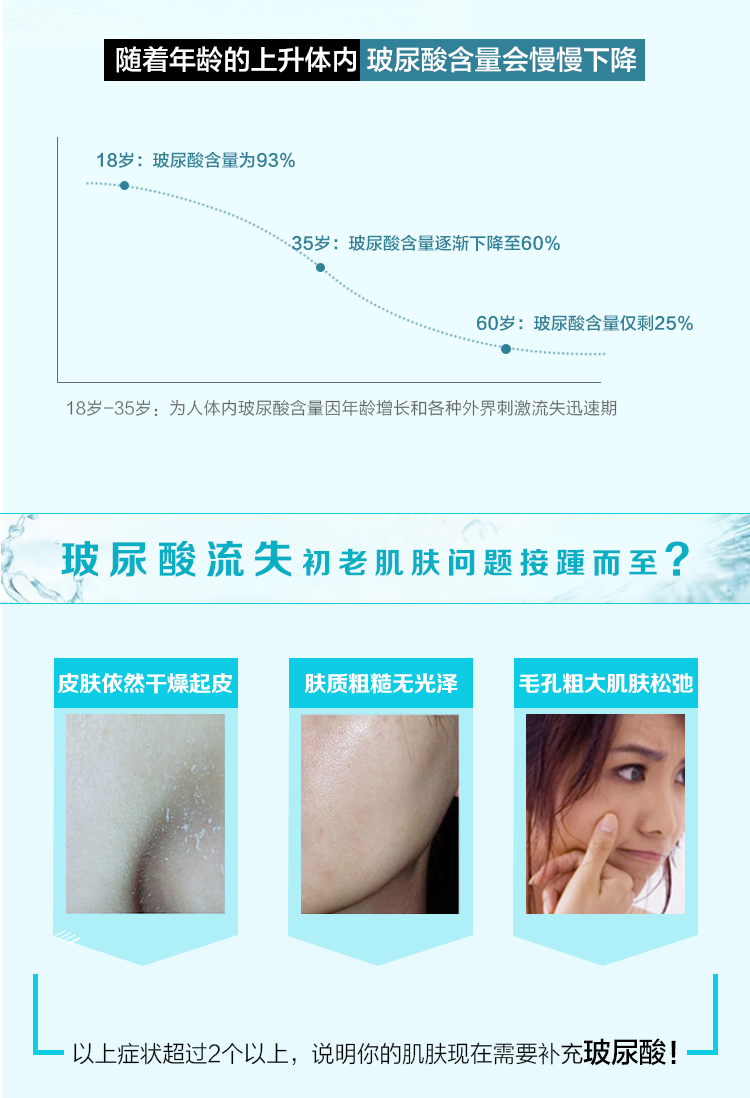 随着年龄的上升体内 玻尿酸含量会慢慢下降
18岁：玻尿酸含量为93%
35岁：玻尿酸含量逐渐下降至60%
60岁：玻尿酸含量仅剩25%
18岁-35岁：为人体内玻尿酸含量因年龄增长和各种外界刺激流失迅速期
玻尿酸流失初老肌肤问题接踵而至?
皮肤依然干燥起皮
肤质粗糙无光泽
毛孔粗大肌肤松弛
以上症状超过2个以上，说明你的肌肤现在需要补充玻尿酸!